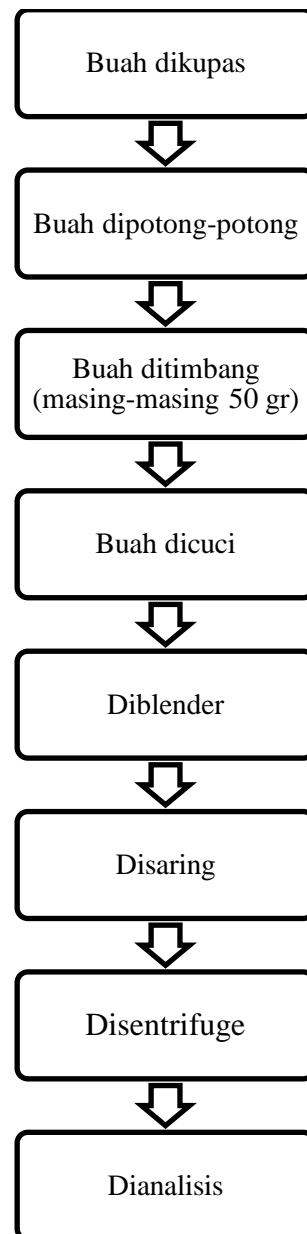 Buah dikupas
Buah dipotong-potong
Buah ditimbang
(masing-masing 50 gr)
Buah dicuci
Diblender
Disaring
Disentrifuge
Dianalisis